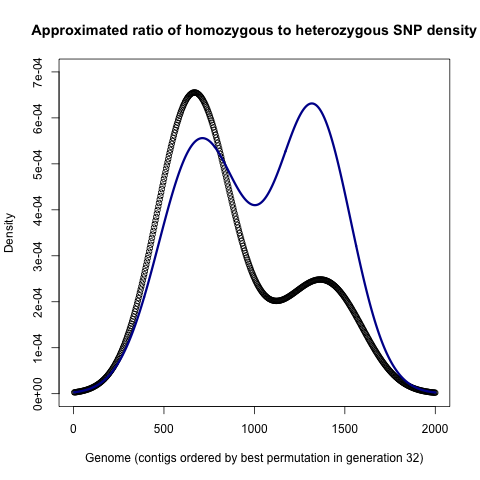 Approximated ratio of homozygous to heterozygous SNP density
Density
7e-04
6e-04
5e-04
4e-04
3e-04
2e-04
1e-04
0e+00
0 500 1000 1500 2000
Genome (contigs ordered by best permutation in generation 32)